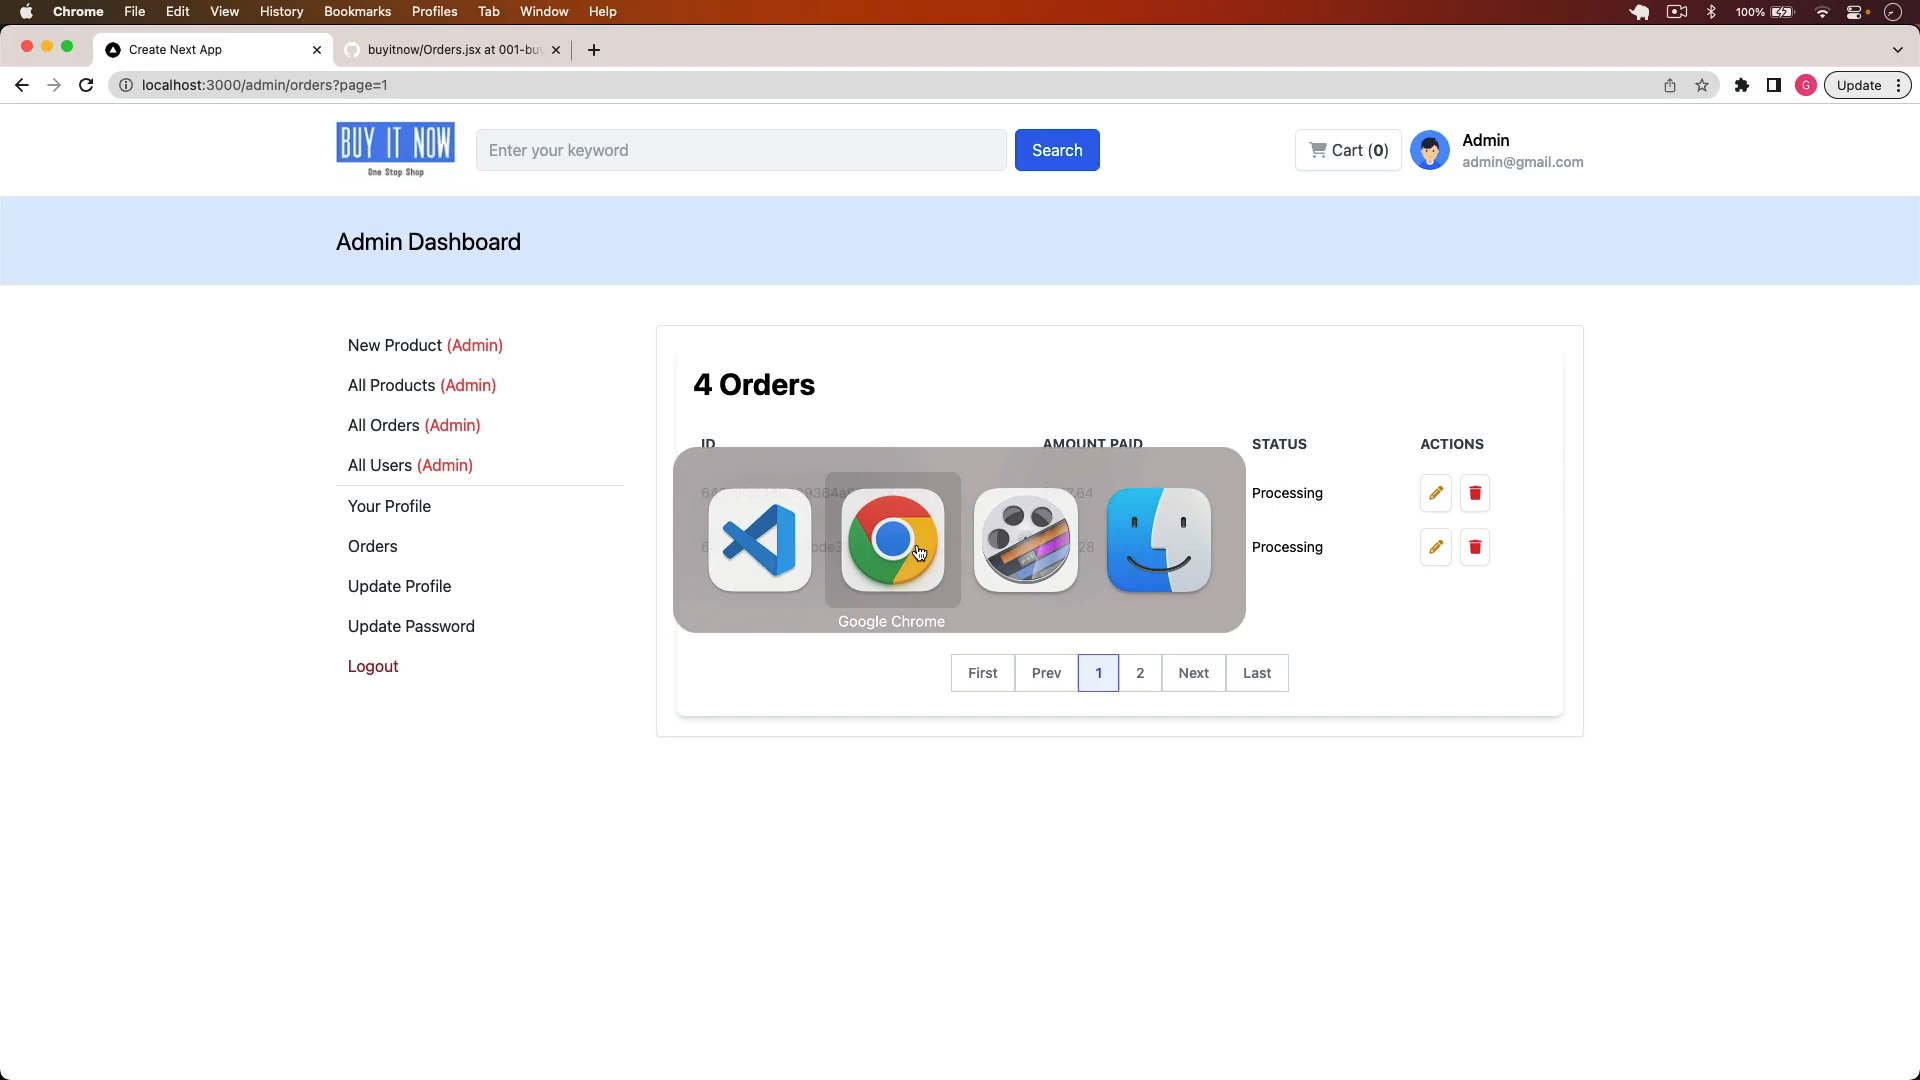 Chrome File Edit View History Bookmarks Profiles Tab Window Help 100%
Create Next App
buyitnow/Orders.jsx at 001-bu
localhost:3000/admin/orders?page=1
G
Update
BUY IT NOW
One Stop Shop
Enter your keyword
Search
Cart (0)
Admin
admin@gmail.com
Admin Dashboard
New Product (Admin)
All Products (Admin)
All Orders (Admin)
All Users (Admin)
Your Profile
Orders
Update Profile
Update Password
Logout
4 Orders
ID AMOUNT PAID STATUS ACTIONS
Processing
Processing
Google Chrome
First Prev 1 2 Next Last